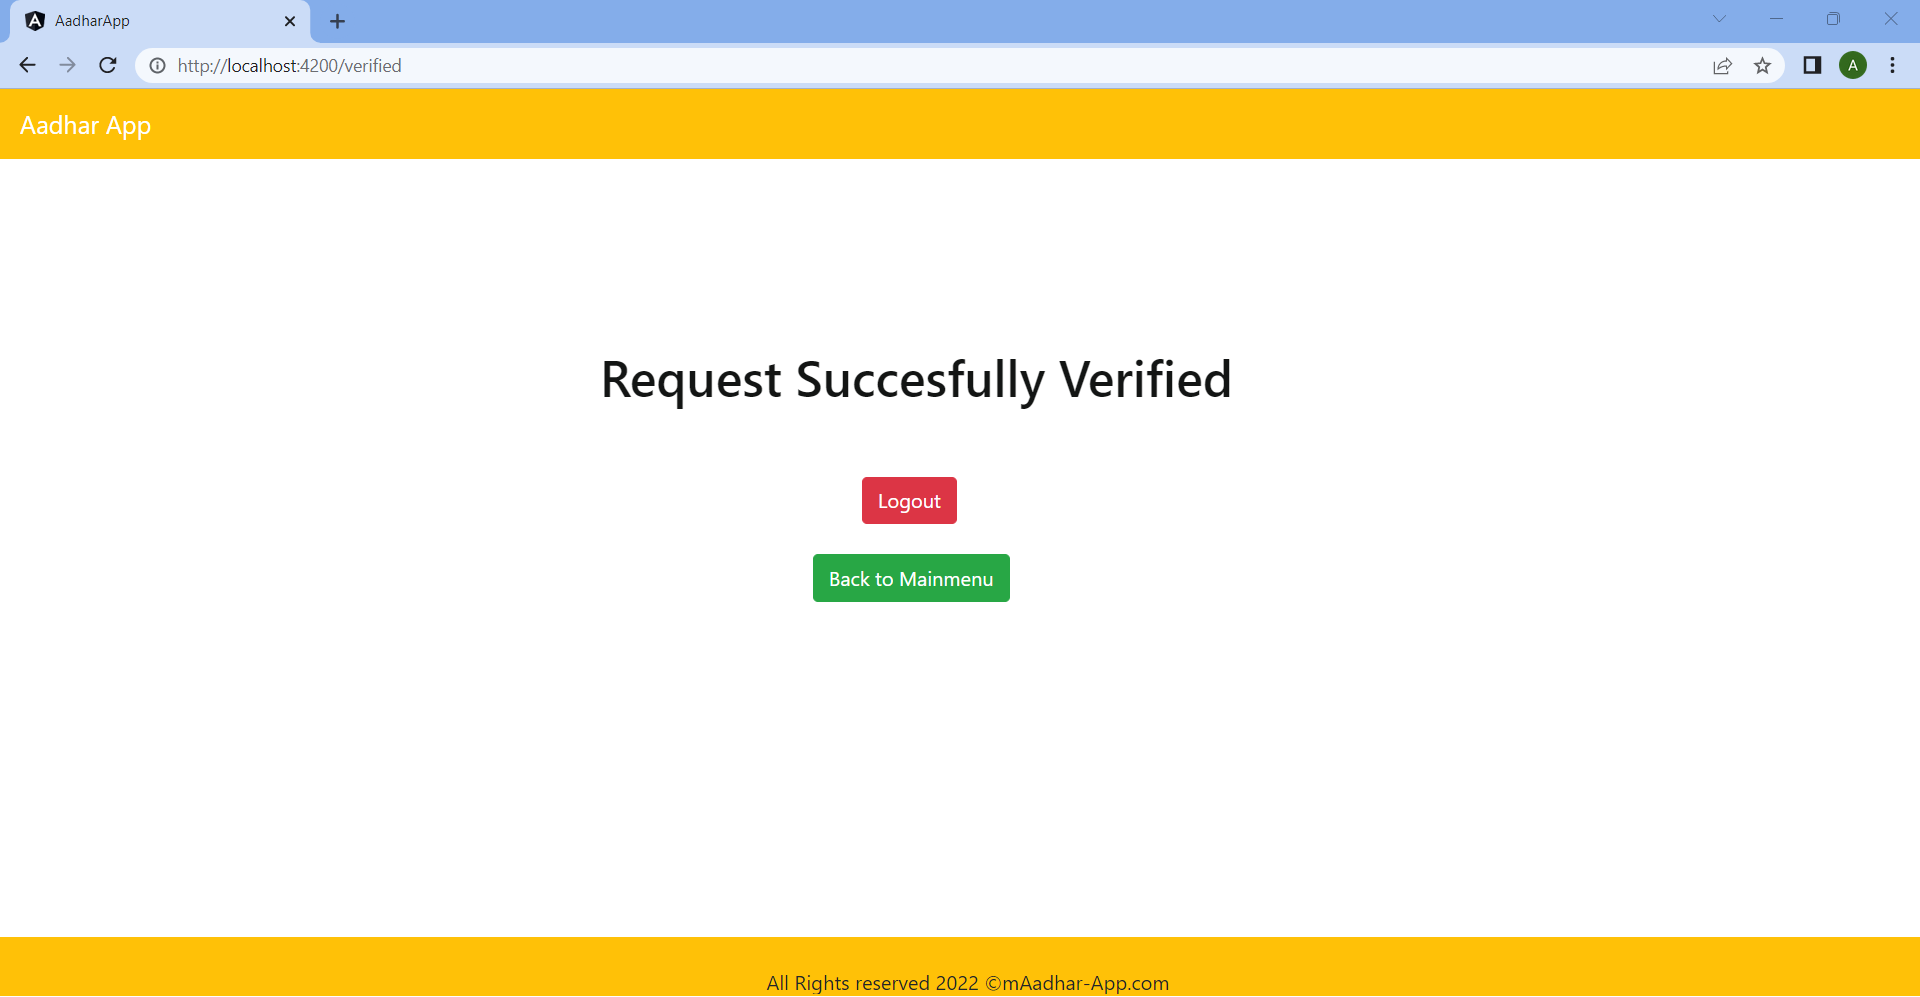 AadharApp
http://localhost:4200/verified
A
Aadhar App
Request Succesfully Verified
Logout
Back to Mainmenu
All Rights reserved 2022 ©mAadhar-App.com